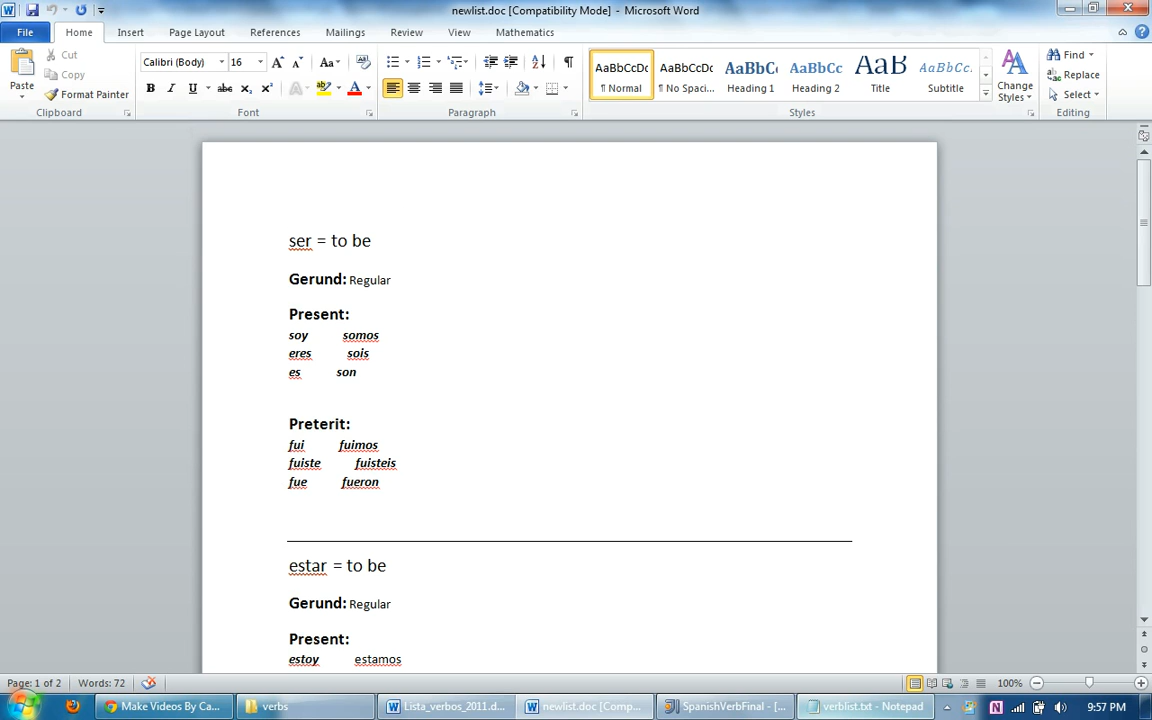 newlist.doc [Compatibility Mode] - Microsoft Word
File Home Insert Page Layout References Mailings Review View Mathematics
Paste
Cut
Copy
Format Painter
Clipboard
Calibri (Body) 16
Font
Paragraph
AaBbCcDc AaBbCcDc AaBbCc AaBbCc AaB AaBbCc.
¶ Normal ¶ No Spaci... Heading 1 Heading 2 Title Subtitle
Change Styles
Styles
Find
Replace
Select
Editing
ser = to be
Gerund: Regular
Present:
soy somos
eres sois
es son
Preterit:
fui fuimos
fuiste fuisteis
fue fueron
estar = to be
Gerund: Regular
Present:
estoy estamos
Page: 1 of 2 Words: 72 100%
Make Videos By Ca... verbs Lista_verbos_2011.d... newlist.doc [Comp... SpanishVerbFinal - [... verblist.txt - Notepad 9:57 PM